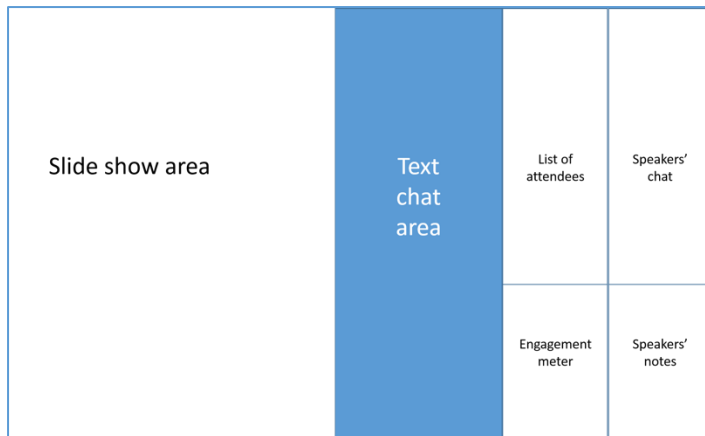 Slide show area
Text
chat
area
List of
attendees
Speakers’
chat
Engagement
meter
Speakers’
notes